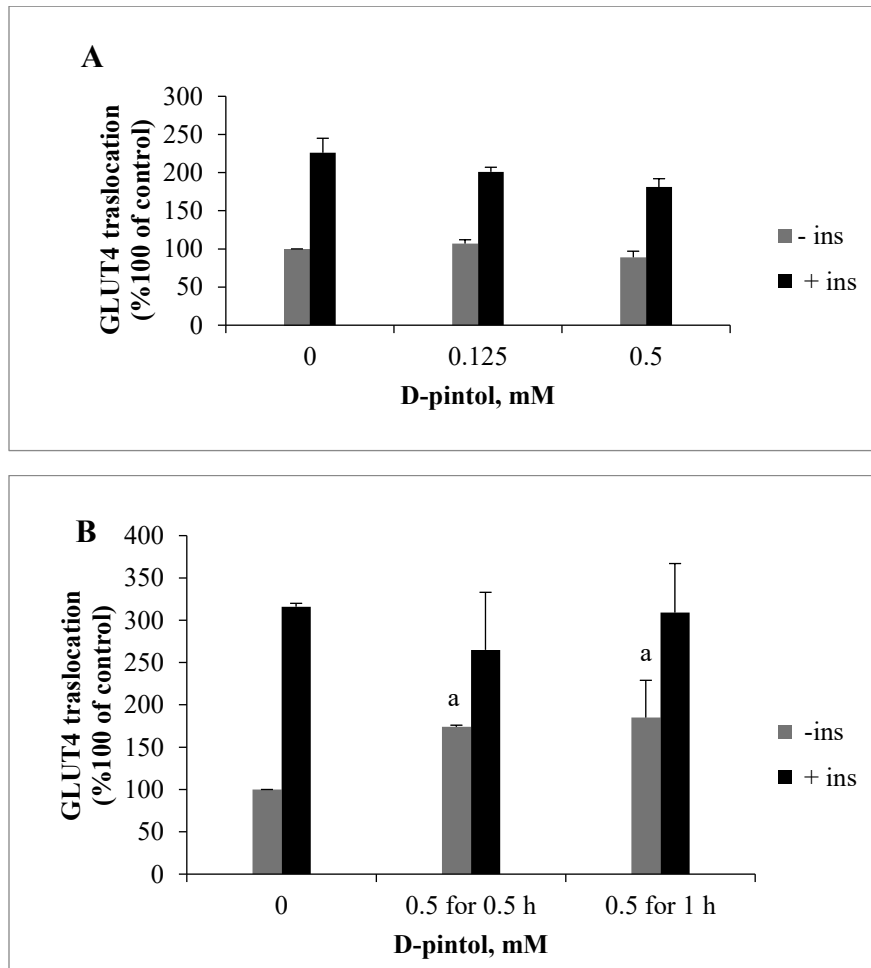 A
GLUT4 traslocation
(%100 of control)
300
250
200
150
100
50
0
0
0.125
0.5
D-pintol, mM
- ins
+ ins
B
GLUT4 traslocation
(%100 of control)
400
350
300
250
200
150
100
50
0
a
a
0
0.5 for 0.5 h
0.5 for 1 h
D-pintol, mM
-ins
+ ins